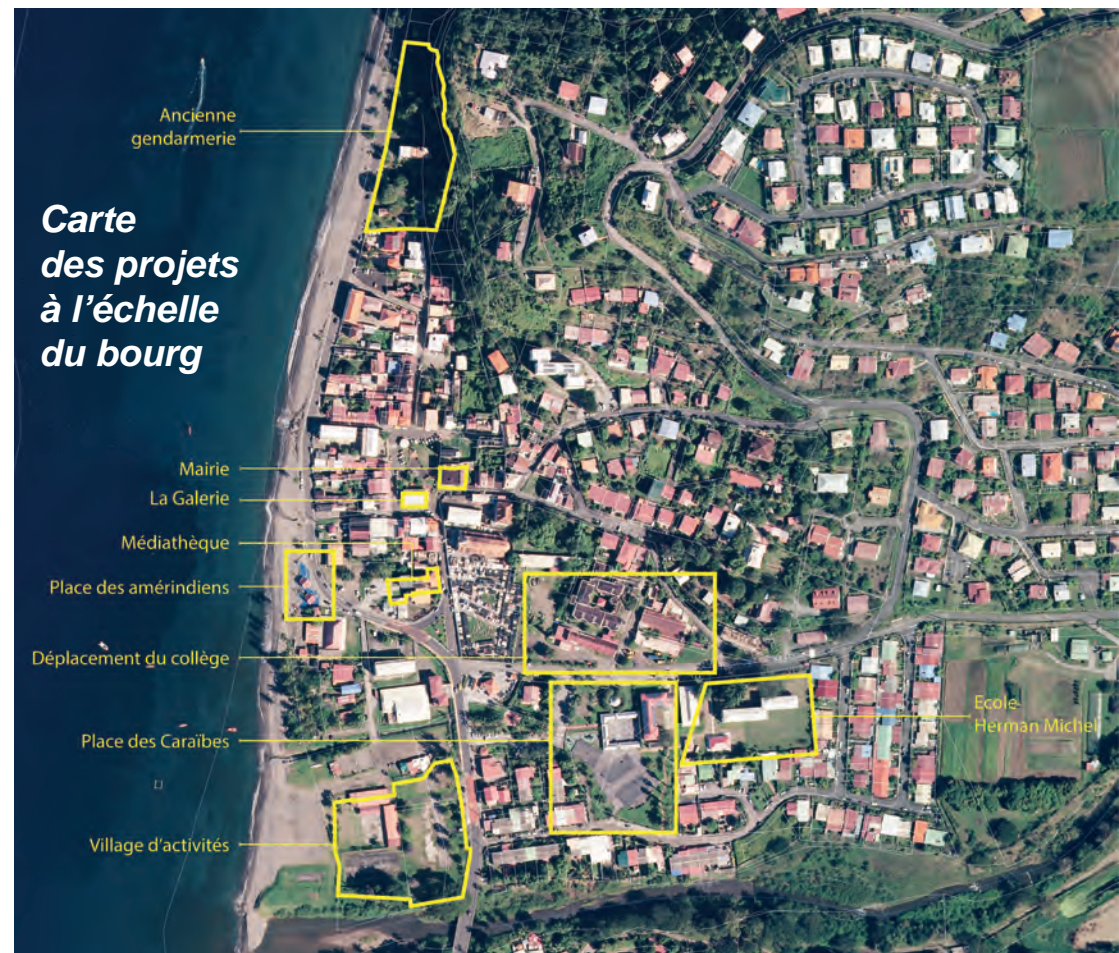 Ancienne
gendarmerie
Carte
des projets
à l'échelle
du bourg
Mairie
La Galerie
Médiathèque
Place des amérindiens
Déplacement du collège
Ecole
Herman Michel
Place des Caraïbes
Village d'activités